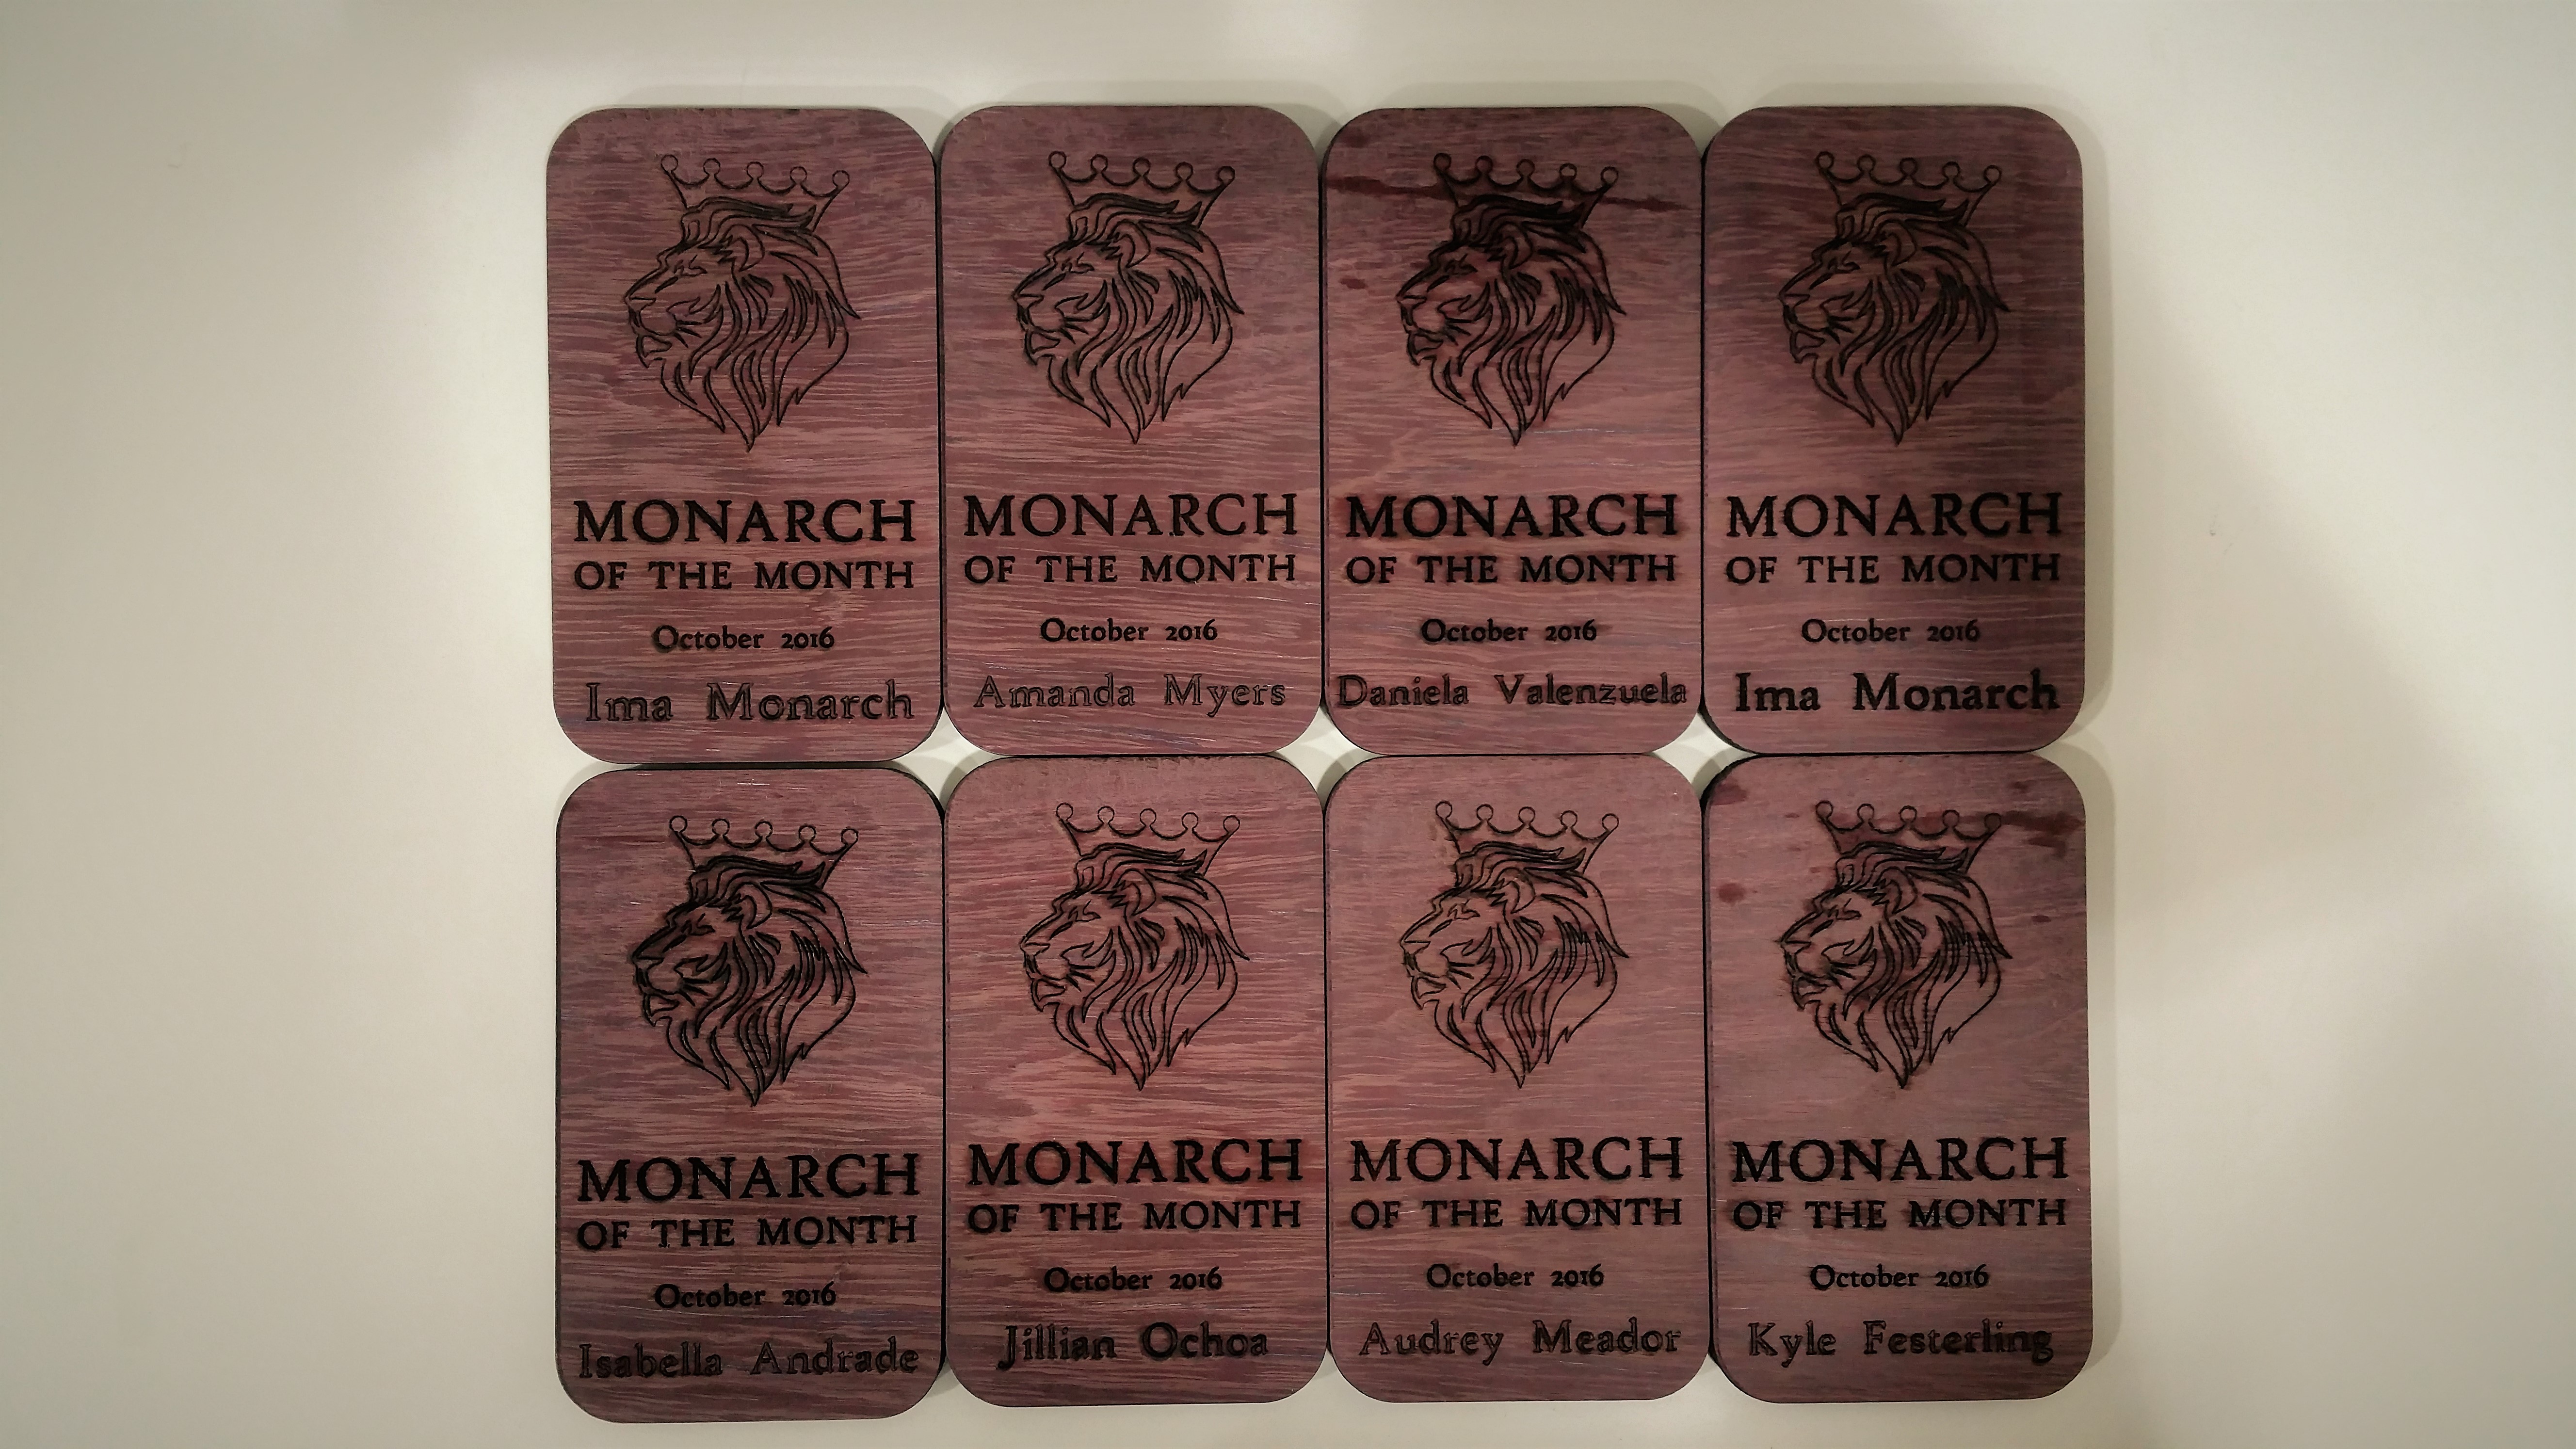 MONARCH
OF THE MONTH
October 2016
Ima Monarch
MONARCH
OF THE MONTH
October 2016
Amanda Myers
MONARCH
OF THE MONTH
October 2016
Daniela Valenzuela
MONARCH
OF THE MONTH
October 2016
Ima Monarch
MONARCH
OF THE MONTH
October 2016
Isabella Andrade
MONARCH
OF THE MONTH
October 2016
Jillian Ochoa
MONARCH
OF THE MONTH
October 2016
Audrey Meador
MONARCH
OF THE MONTH
October 2016
Kyle Festerling